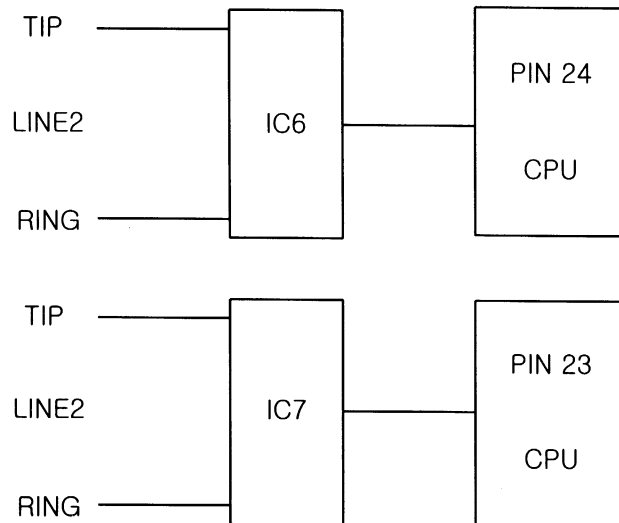 TIP
PIN 24
LINE2
IC6
CPU
RING
TIP
PIN 23
LINE2
IC7
CPU
RING